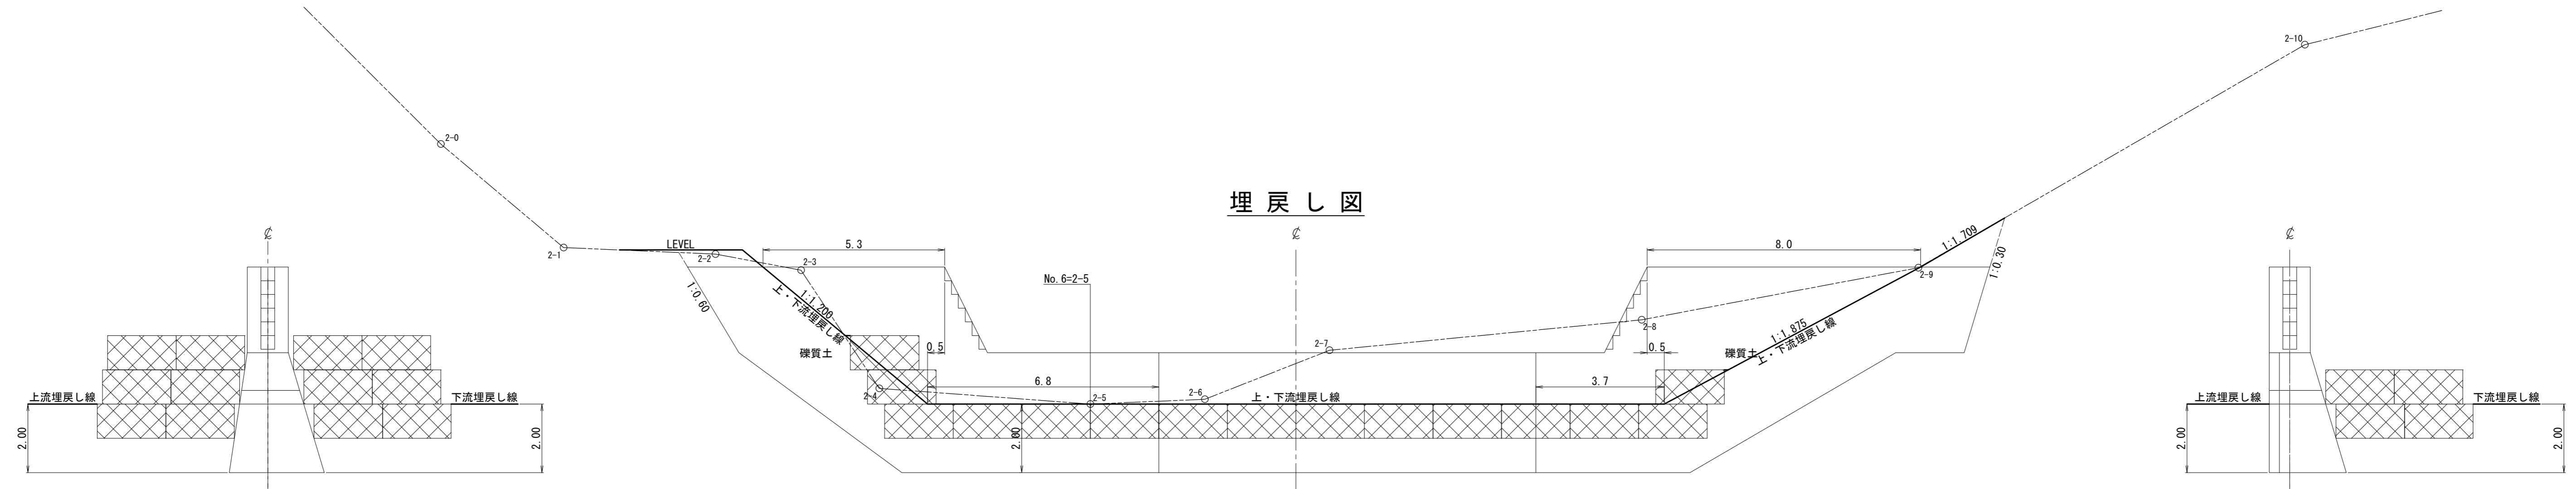 埋戻し図
2-0
2-1
2-2
2-3
2-4
2-5
2-6
2-7
2-8
2-9
2-10
LEVEL
5.3
8.0
No.6=2-5
1:0.60
1:1.200
上・下流埋戻し線
礫質土
0.5
6.8
2.00
上・下流埋戻し線
3.7
0.5
礫質土
1:1.875
上・下流埋戻し線
1:1.709
1:0.30
℄
上流埋戻し線
下流埋戻し線
2.00
2.00
℄
℄
上流埋戻し線
下流埋戻し線
2.00
2.00